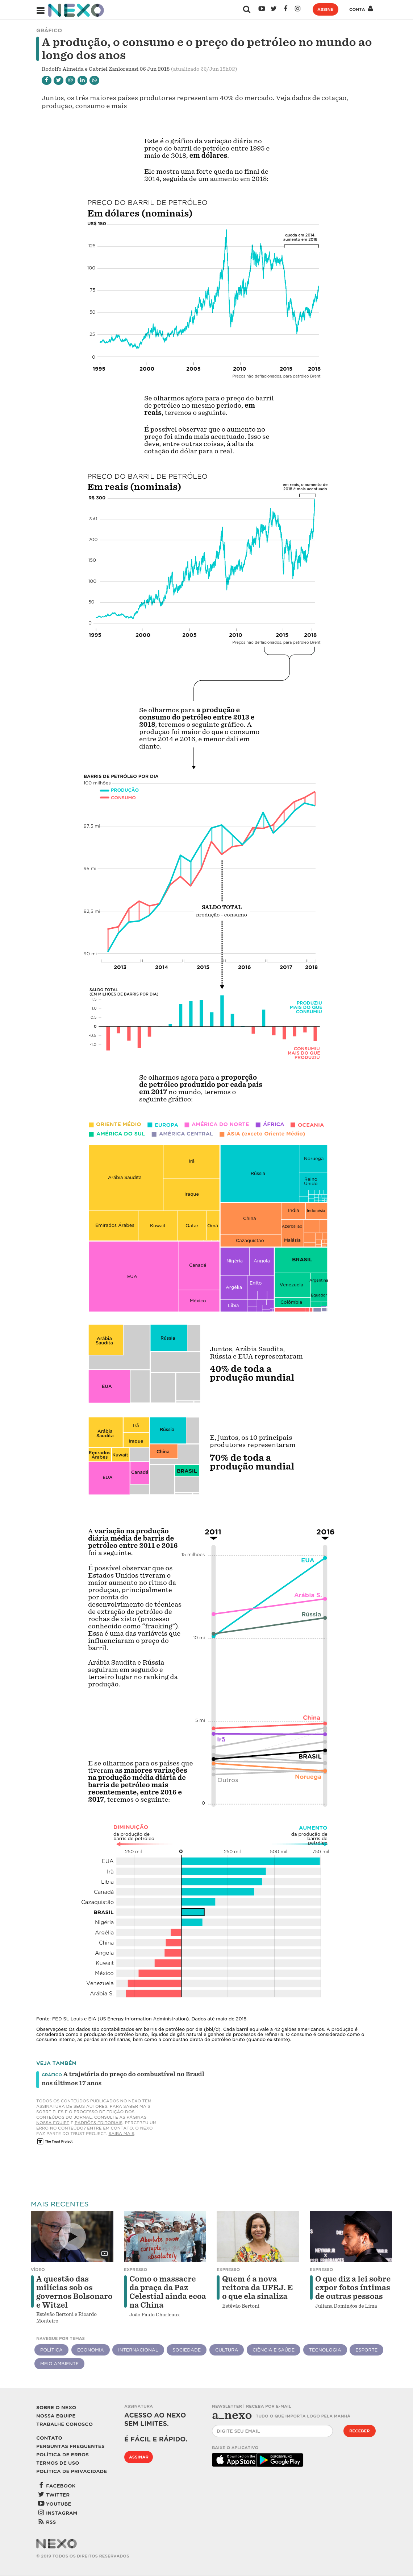 NEXO
ASSINE
CONTA
GRÁFICO
A produção, o consumo e o preço do petróleo no mundo ao
longo dos anos
Rodolfo Almeida e Gabriel Zanlorenssi 06 Jun 2018
Juntos, os três maiores países produtores representam 40% do mercado. Veja dados de cotação,
produção, consumo e mais
Este é o gráfico da variação diária no
preço do barril de petróleo entre 1995 e
maio de 2018, em dólares.
Ele mostra uma forte queda no final de
2014, seguida de um aumento em 2018:
PREÇO DO BARRIL DE PETRÓLEO
Em dólares (nominais)
US$ 150
queda em 2014,
aumento em 2018
125
100
75
50
25
0
1995 2000 2005 2010 2015 2018
Preços não deflacionados, para petróleo Brent
Se olharmos agora para o preço do barril
de petróleo no mesmo período, em
reais, teremos o seguinte.
É possível observar que o aumento no
preço foi ainda mais acentuado. Isso se
deve, entre outras coisas, à alta da
cotação do dólar para o real.
PREÇO DO BARRIL DE PETRÓLEO
Em reais (nominais)
em reais, o aumento de
2018 é mais acentuado
R$ 300
250
200
150
100
50
0
1995 2000 2005 2010 2015 2018
Preços não deflacionados, para petróleo Brent
Se olharmos para a produção e
consumo do petróleo entre 2013 e
2018, teremos o seguinte gráfico. A
produção foi maior do que o consumo
entre 2014 e 2016, e menor dali em
diante.
BARRIS DE PETRÓLEO POR DIA
100 milhões
PRODUÇÃO
CONSUMO
97.5 mi
95 mi
92.5 mi
SALDO TOTAL
produção - consumo
90 mi
2013 2014 2015 2016 2017 2018
SALDO TOTAL
(EM MILHÕES DE BARRIS POR DIA)
1.5
1.0
0.5
0
-0.5
-1.0
PRODUZIU
MAIS DO QUE
CONSUMIU
CONSUMIU
MAIS DO QUE
PRODUZIU
Se olharmos agora para a proporção
de petróleo produzido por cada país
em 2017 no mundo, teremos o
seguinte gráfico:
ORIENTE MÉDIO EUROPA AMÉRICA DO NORTE ÁFRICA OCEANIA
AMÉRICA DO SUL AMÉRICA CENTRAL ÁSIA (exceto Oriente Médio)
Arábia Saudita
Irã
Iraque
Emirados Árabes
Kuwait
Qatar
Omã
EUA
Canadá
México
Rússia
Noruega
Reino
Unido
China
Índia
Indonésia
Azerbaijão
Cazaquistão
Malásia
Nigéria
Angola
Argélia
Egito
Líbia
BRASIL
Venezuela
Argentina
Equador
Colômbia
Arábia
Saudita
Rússia
EUA
Juntos, Arábia Saudita,
Rússia e EUA representaram
40% de toda a
produção mundial
Arábia
Saudita
Irã
Iraque
Emirados
Árabes
Kuwait
EUA
Canadá
Rússia
China
BRASIL
E, juntos, os 10 principais
produtores representaram
70% de toda a
produção mundial
A variação na produção
diária média de barris de
petróleo entre 2011 e 2016
foi a seguinte.
É possível observar que os
Estados Unidos tiveram o
maior aumento no ritmo da
produção, principalmente
por conta do
desenvolvimento de técnicas
de extração de petróleo de
rochas de xisto (processo
conhecido como "fracking").
Essa é uma das variáveis que
influenciaram o preço do
barril.
Arábia Saudita e Rússia
seguiram em segundo e
terceiro lugar no ranking da
produção.
2011 2016
15 milhões
EUA
Arábia S.
Rússia
10 mi
5 mi
China
Irã
BRASIL
Noruega
Outros
0
E se olharmos para os países que
tiveram as maiores variações
na produção média diária de
barris de petróleo mais
recentemente, entre 2016 e
2017, teremos o seguinte:
DIMINUIÇÃO
da produção de
barris de petróleo
AUMENTO
da produção de
barris de
petróleo
- 250 mil 0 250 mil 500 mil 750 mil
EUA
Irã
Líbia
Canadá
Cazaquistão
BRASIL
Nigéria
Argélia
China
Angola
Kuwait
México
Venezuela
Arábia S.
Fonte: FED St. Louis e EIA (US Energy Information Administration). Dados até maio de 2018.
Observações: Os dados são contabilizados em barris de petróleo por dia (bbl/d). Cada barril equivale a 42 galões americanos. A produção é
considerada como a produção de petróleo bruto, líquidos de gás natural e ganhos de processos de refinaria. O consumo é considerado como o
consumo interno, as perdas em refinarias, bem como a combustão direta de petróleo bruto (quando existente).
VEJA TAMBÉM
GRÁFICO A trajetória do preço do combustível no Brasil
nos últimos 17 anos
TODOS OS CONTEÚDOS PUBLICADOS NO NEXO TÊM
ASSINATURA DE SEUS AUTORES. PARA SABER MAIS
SOBRE ELES E O PROCESSO DE EDIÇÃO DOS
CONTEÚDOS DO JORNAL, CONSULTE AS PÁGINAS
NOSSA EQUIPE E PADRÕES EDITORIAIS. PERCEBEU UM
ERRO NO CONTEÚDO? ENTRE EM CONTATO. O NEXO
FAZ PARTE DO TRUST PROJECT. SAIBA MAIS.
The Trust Project
MAIS RECENTES
VÍDEO
A questão das
milícias sob os
governos Bolsonaro
e Witzel
Estêvão Bertoni e Ricardo
Monteiro
EXPRESSO
Como o massacre
da praça da Paz
Celestial ainda ecoa
na China
João Paulo Charleaux
EXPRESSO
Quem é a nova
reitora da UFRJ. E
o que ela sinaliza
Estêvão Bertoni
EXPRESSO
O que diz a lei sobre
expor fotos íntimas
de outras pessoas
Juliana Domingos de Lima
NAVEGUE POR TEMAS
POLÍTICA ECONOMIA INTERNACIONAL SOCIEDADE CULTURA CIÊNCIA E SAÚDE TECNOLOGIA ESPORTE
MEIO AMBIENTE
SOBRE O NEXO
NOSSA EQUIPE
TRABALHE CONOSCO
CONTATO
PERGUNTAS FREQUENTES
POLÍTICA DE ERROS
TERMOS DE USO
POLÍTICA DE PRIVACIDADE
FACEBOOK
TWITTER
YOUTUBE
INSTAGRAM
RSS
ASSINATURA
ACESSO AO NEXO
SEM LIMITES.
É FÁCIL E RÁPIDO.
ASSINAR
NEWSLETTER | RECEBA POR E-MAIL
a_nexo TUDO O QUE IMPORTA LOGO PELA MANHÃ
DIGITE SEU EMAIL
RECEBER
BAIXE O APLICATIVO
Download on the
App Store
DISPONÍVEL NO
Google Play
NEXO
© 2019 TODOS OS DIREITOS RESERVADOS